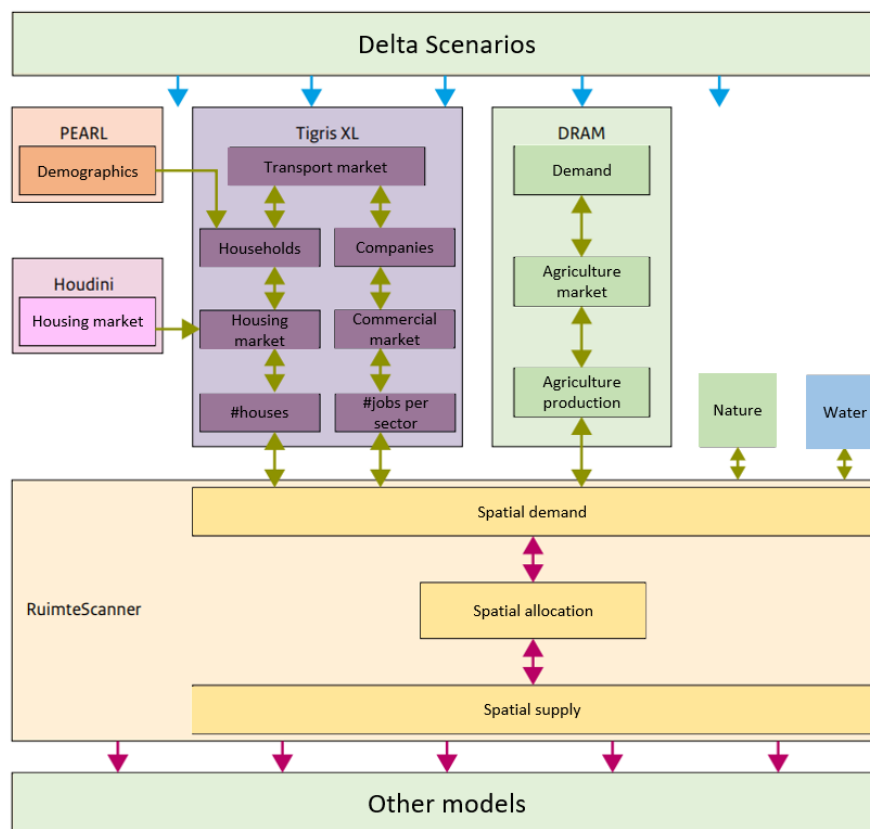 Delta Scenarios
PEARL
Demographics
Houdini
Housing market
Tigris XL
Transport market
Households
Companies
Housing
market
Commercial
market
#houses
#jobs per
sector
DRAM
Demand
Agriculture
market
Agriculture
production
Nature
Water
RuimteScanner
Spatial demand
Spatial allocation
Spatial supply
Other models